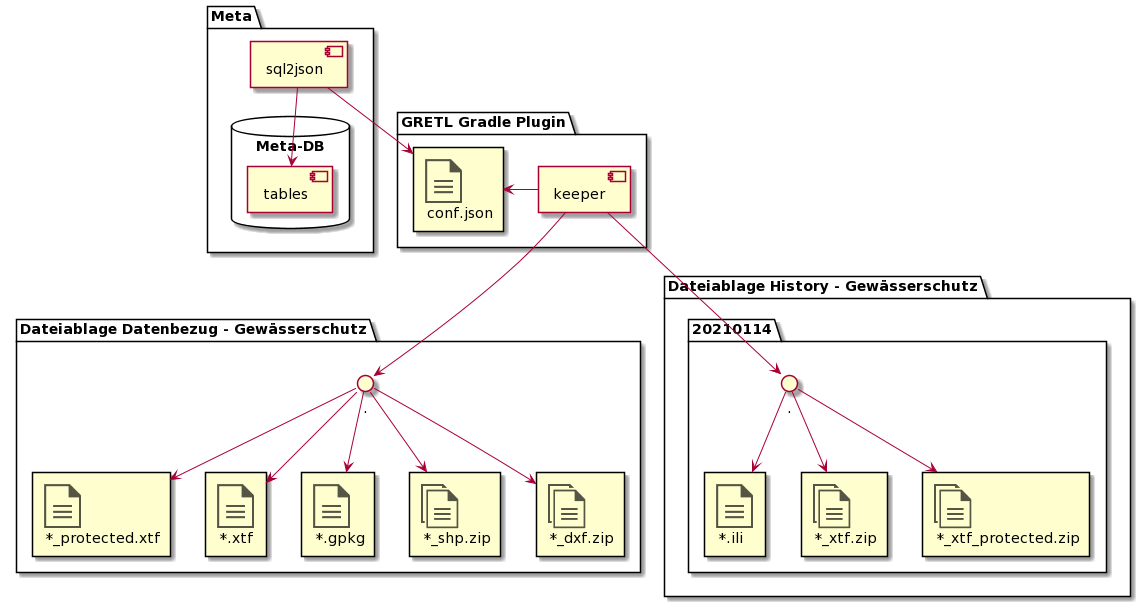 Meta
sql2json
Meta-DB
tables
GRETL Gradle Plugin
conf.json
keeper
Dateiablage Datenbezug - Gewässerschutz
.
*_protected.xtf
*.xtf
*.gpkg
*_shp.zip
*_dxf.zip
Dateiablage History - Gewässerschutz
20210114
.
*.ili
*_xtf.zip
*_xtf_protected.zip